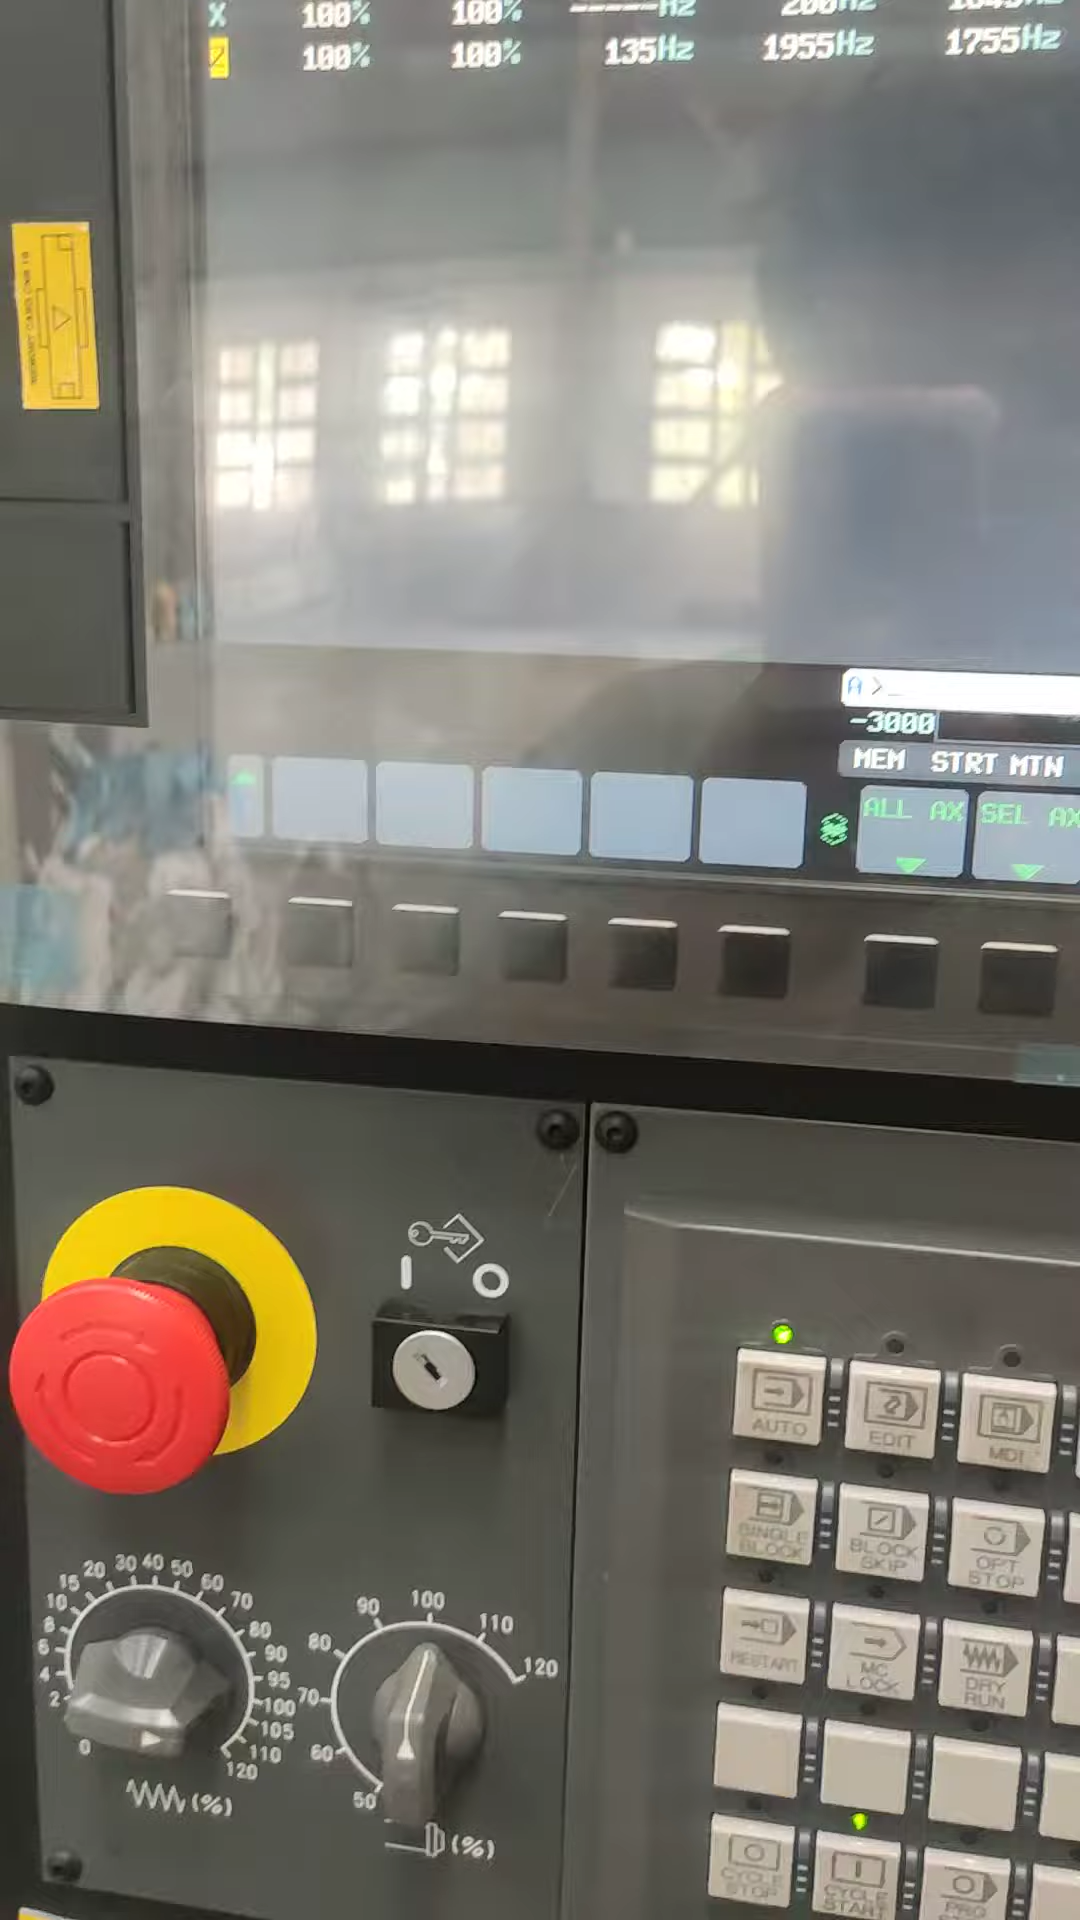 X 100% 100% -----Hz 200Hz
Z 100% 100% 135Hz 1955Hz 1755Hz
A >_
-3000
MEM STRT MTN
ALL AX SEL AX
I O
AUTO EDIT MDI
SINGLE BLOCK BLOCK SKIP OPT STOP
RESTART MC LOCK DRY RUN
CYCLE STOP CYCLE START PRG
0 2 4 6 8 10 15 20 30 40 50 60 70 80 90 95 100 105 110 120
(%)
50 60 70 80 90 100 110 120
(%)